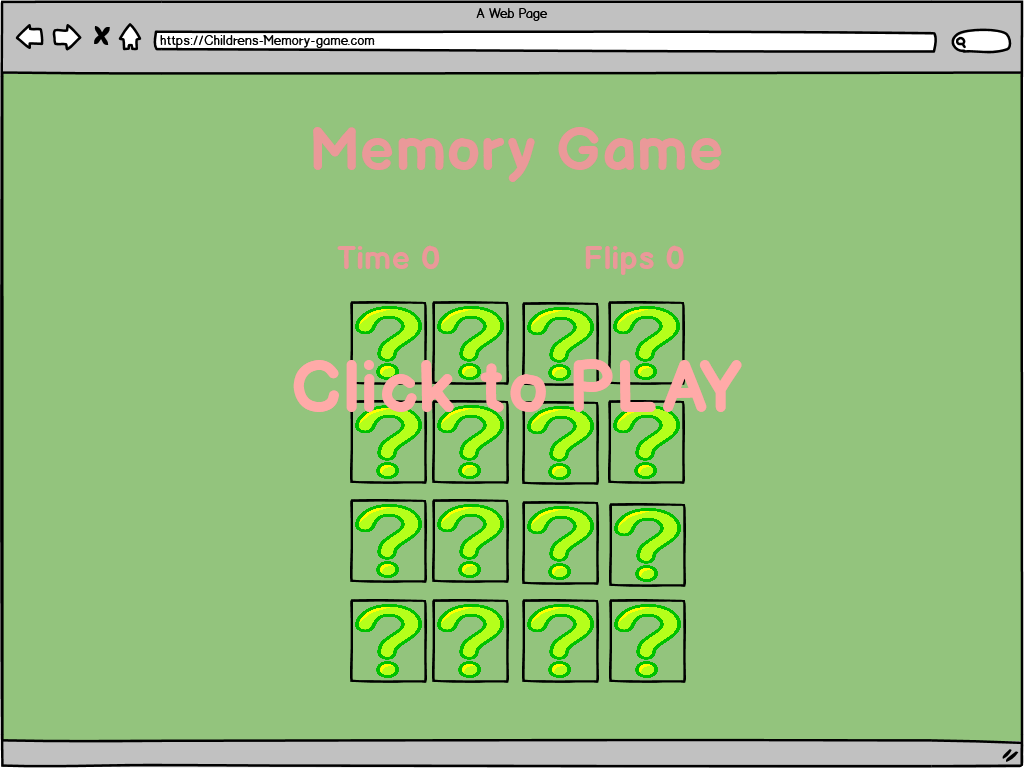 A Web Page
https://Childrens-Memory-game.com
Memory Game
Time 0 Flips 0
? ? ? ?
Click to PLAY
? ? ? ?
? ? ? ?
? ? ? ?